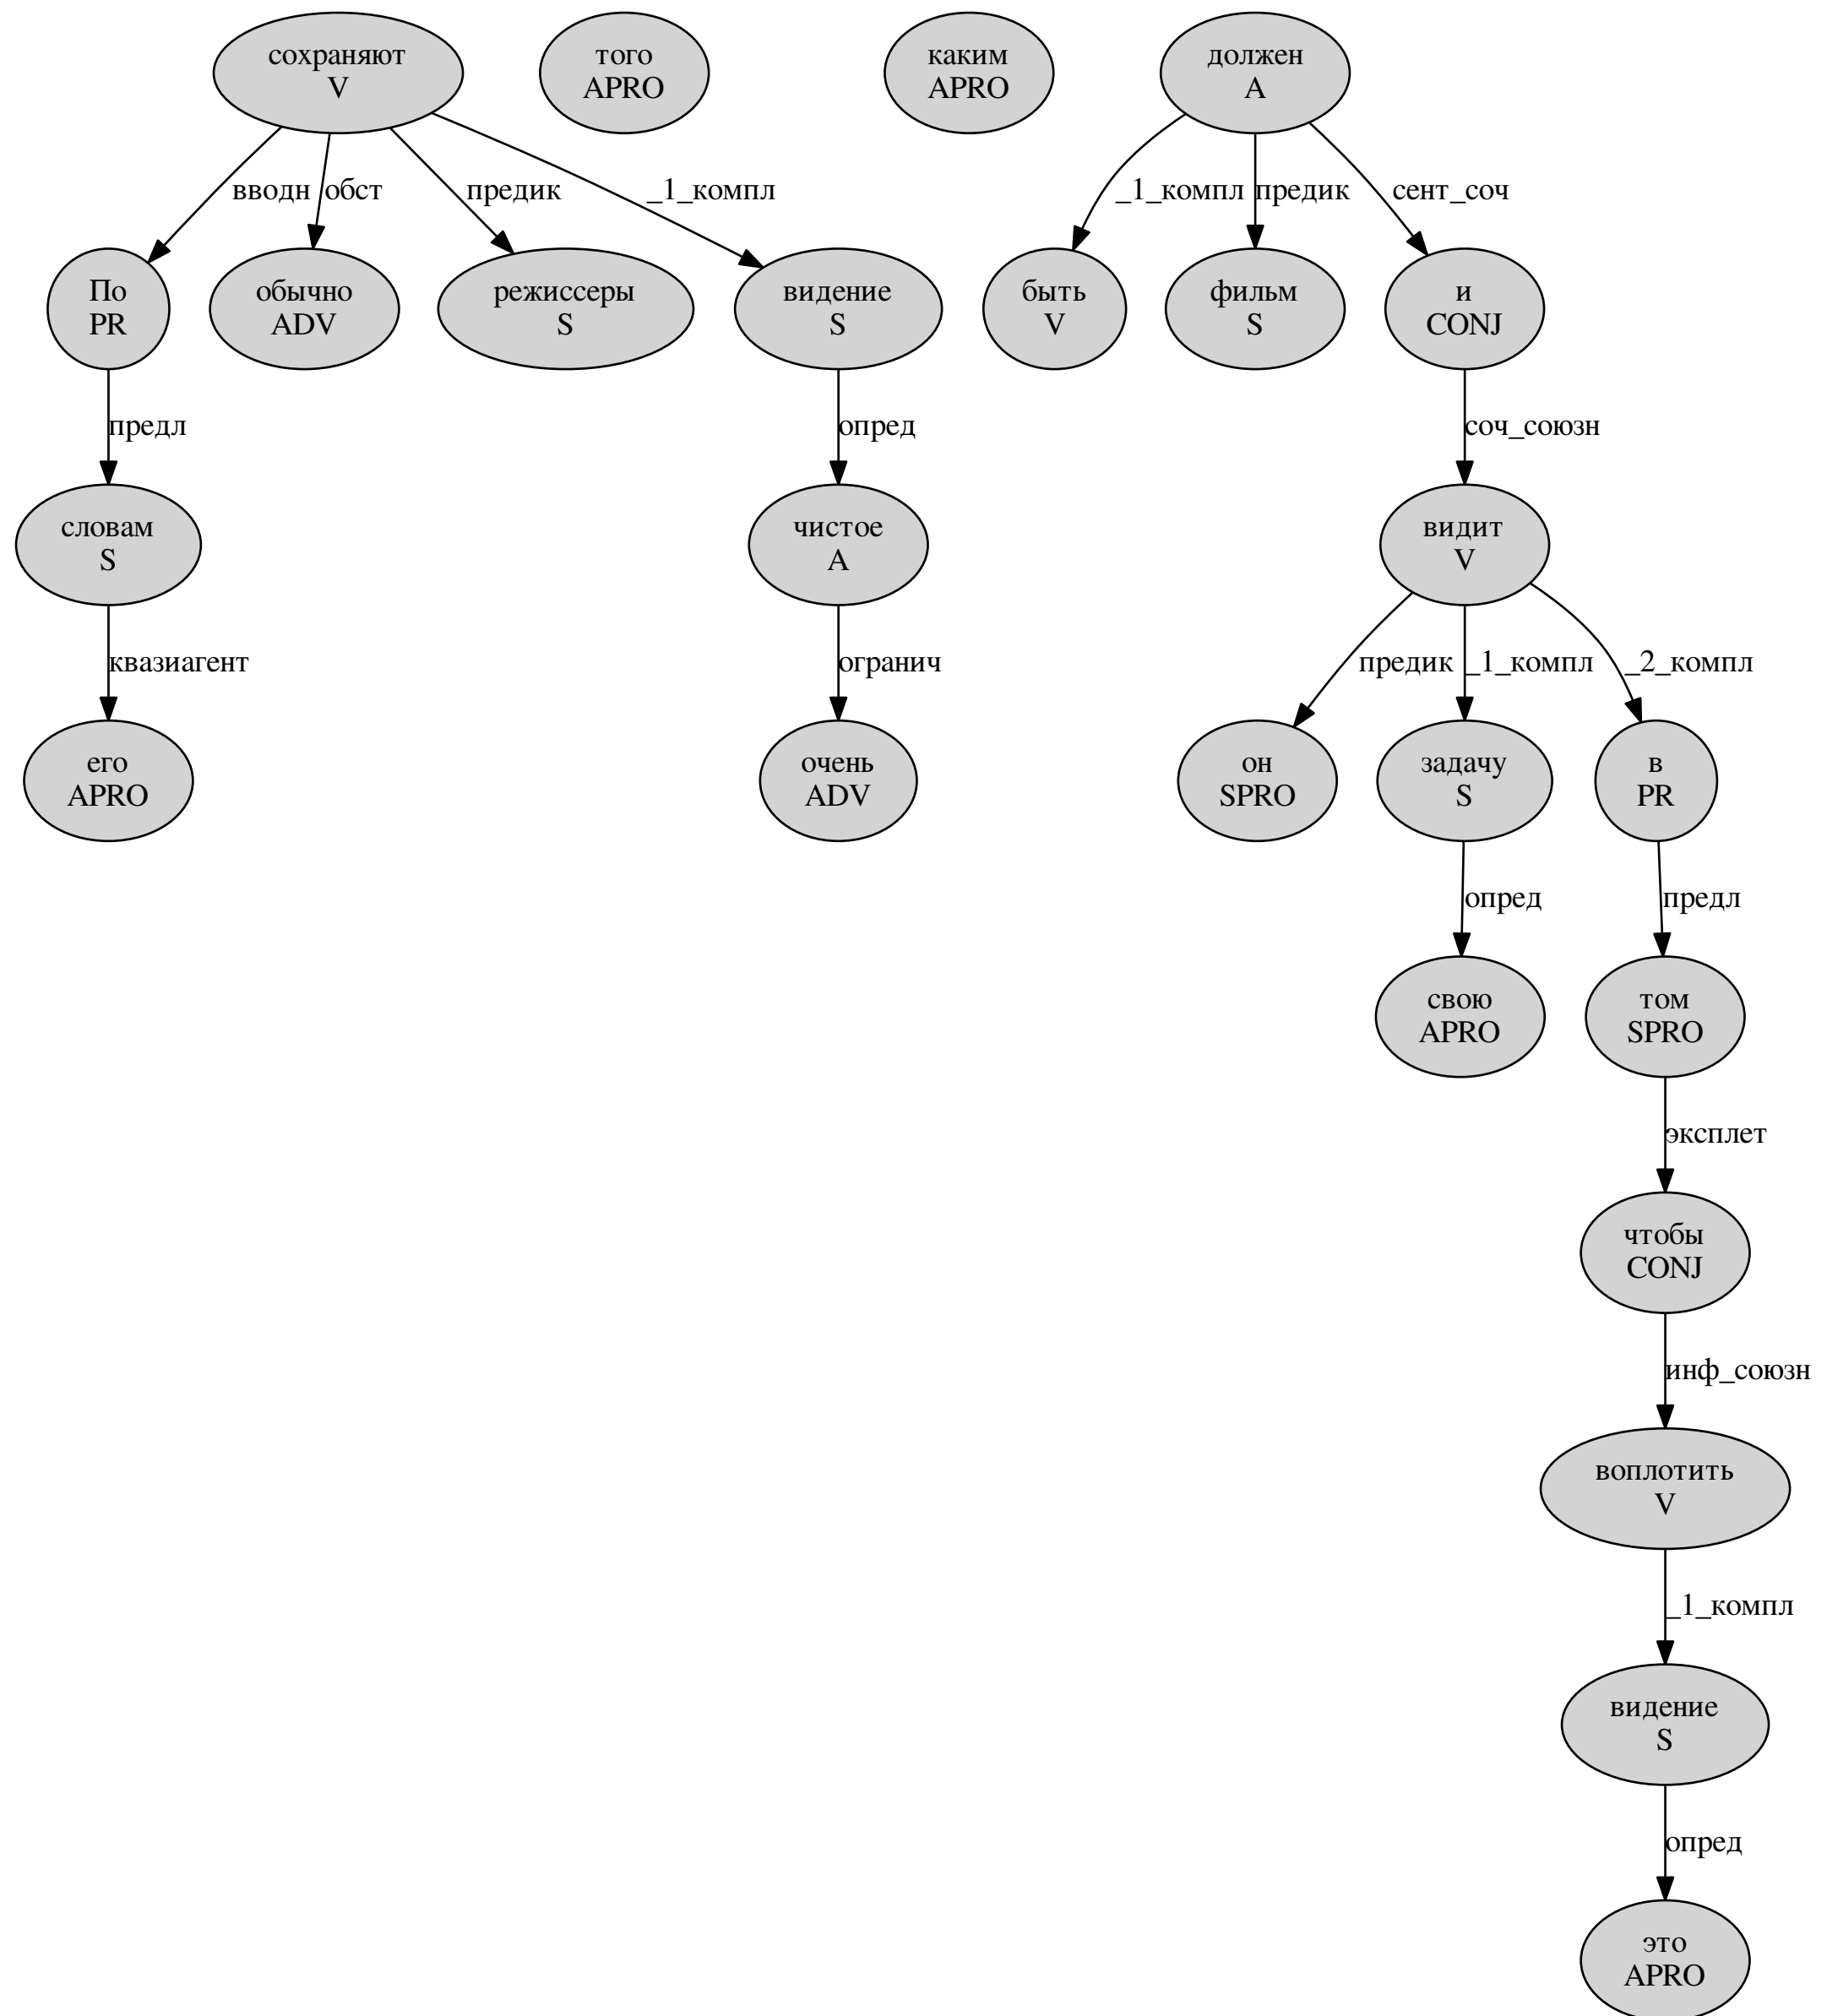 сохраняют
V
того
APRO
каким
APRO
должен
A
вводн
обст
предик
_1_компл
_1_компл
предик
сент_соч
По
PR
обычно
ADV
режиссеры
S
видение
S
быть
V
фильм
S
и
CONJ
предл
опред
соч_союзн
словам
S
чистое
A
видит
V
квазиагент
огранич
предик
_1_компл
_2_компл
его
APRO
очень
ADV
он
SPRO
задачу
S
в
PR
опред
предл
свою
APRO
том
SPRO
эксплет
чтобы
CONJ
инф_союзн
воплотить
V
_1_компл
видение
S
опред
это
APRO